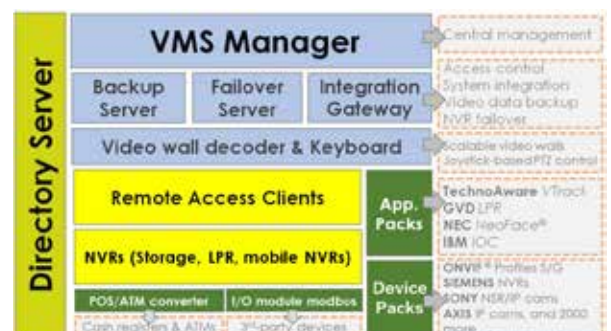 Directory Server
VMS Manager
Central management
Backup
Server
Failover
Server
Integration
Gateway
Access control
System integration
Video data backup
NVR failover
Video wall decoder & Keyboard
Scalable video walls
Joystick-based PTZ control
Remote Access Clients
App.
Packs
TechnoAware VTrack
GVD LPR
NEC NeoFace®
IBM IOC
NVRs (Storage, LPR, mobile NVRs)
Device
Packs
ONVIF® Profiles S/G
SIEMENS NVRs
SONY NSR/IP cams
AXIS IP cams, and 2000
more
POS/ATM converter
I/O module modbus
Cash registers & ATMs
3rd-party devices